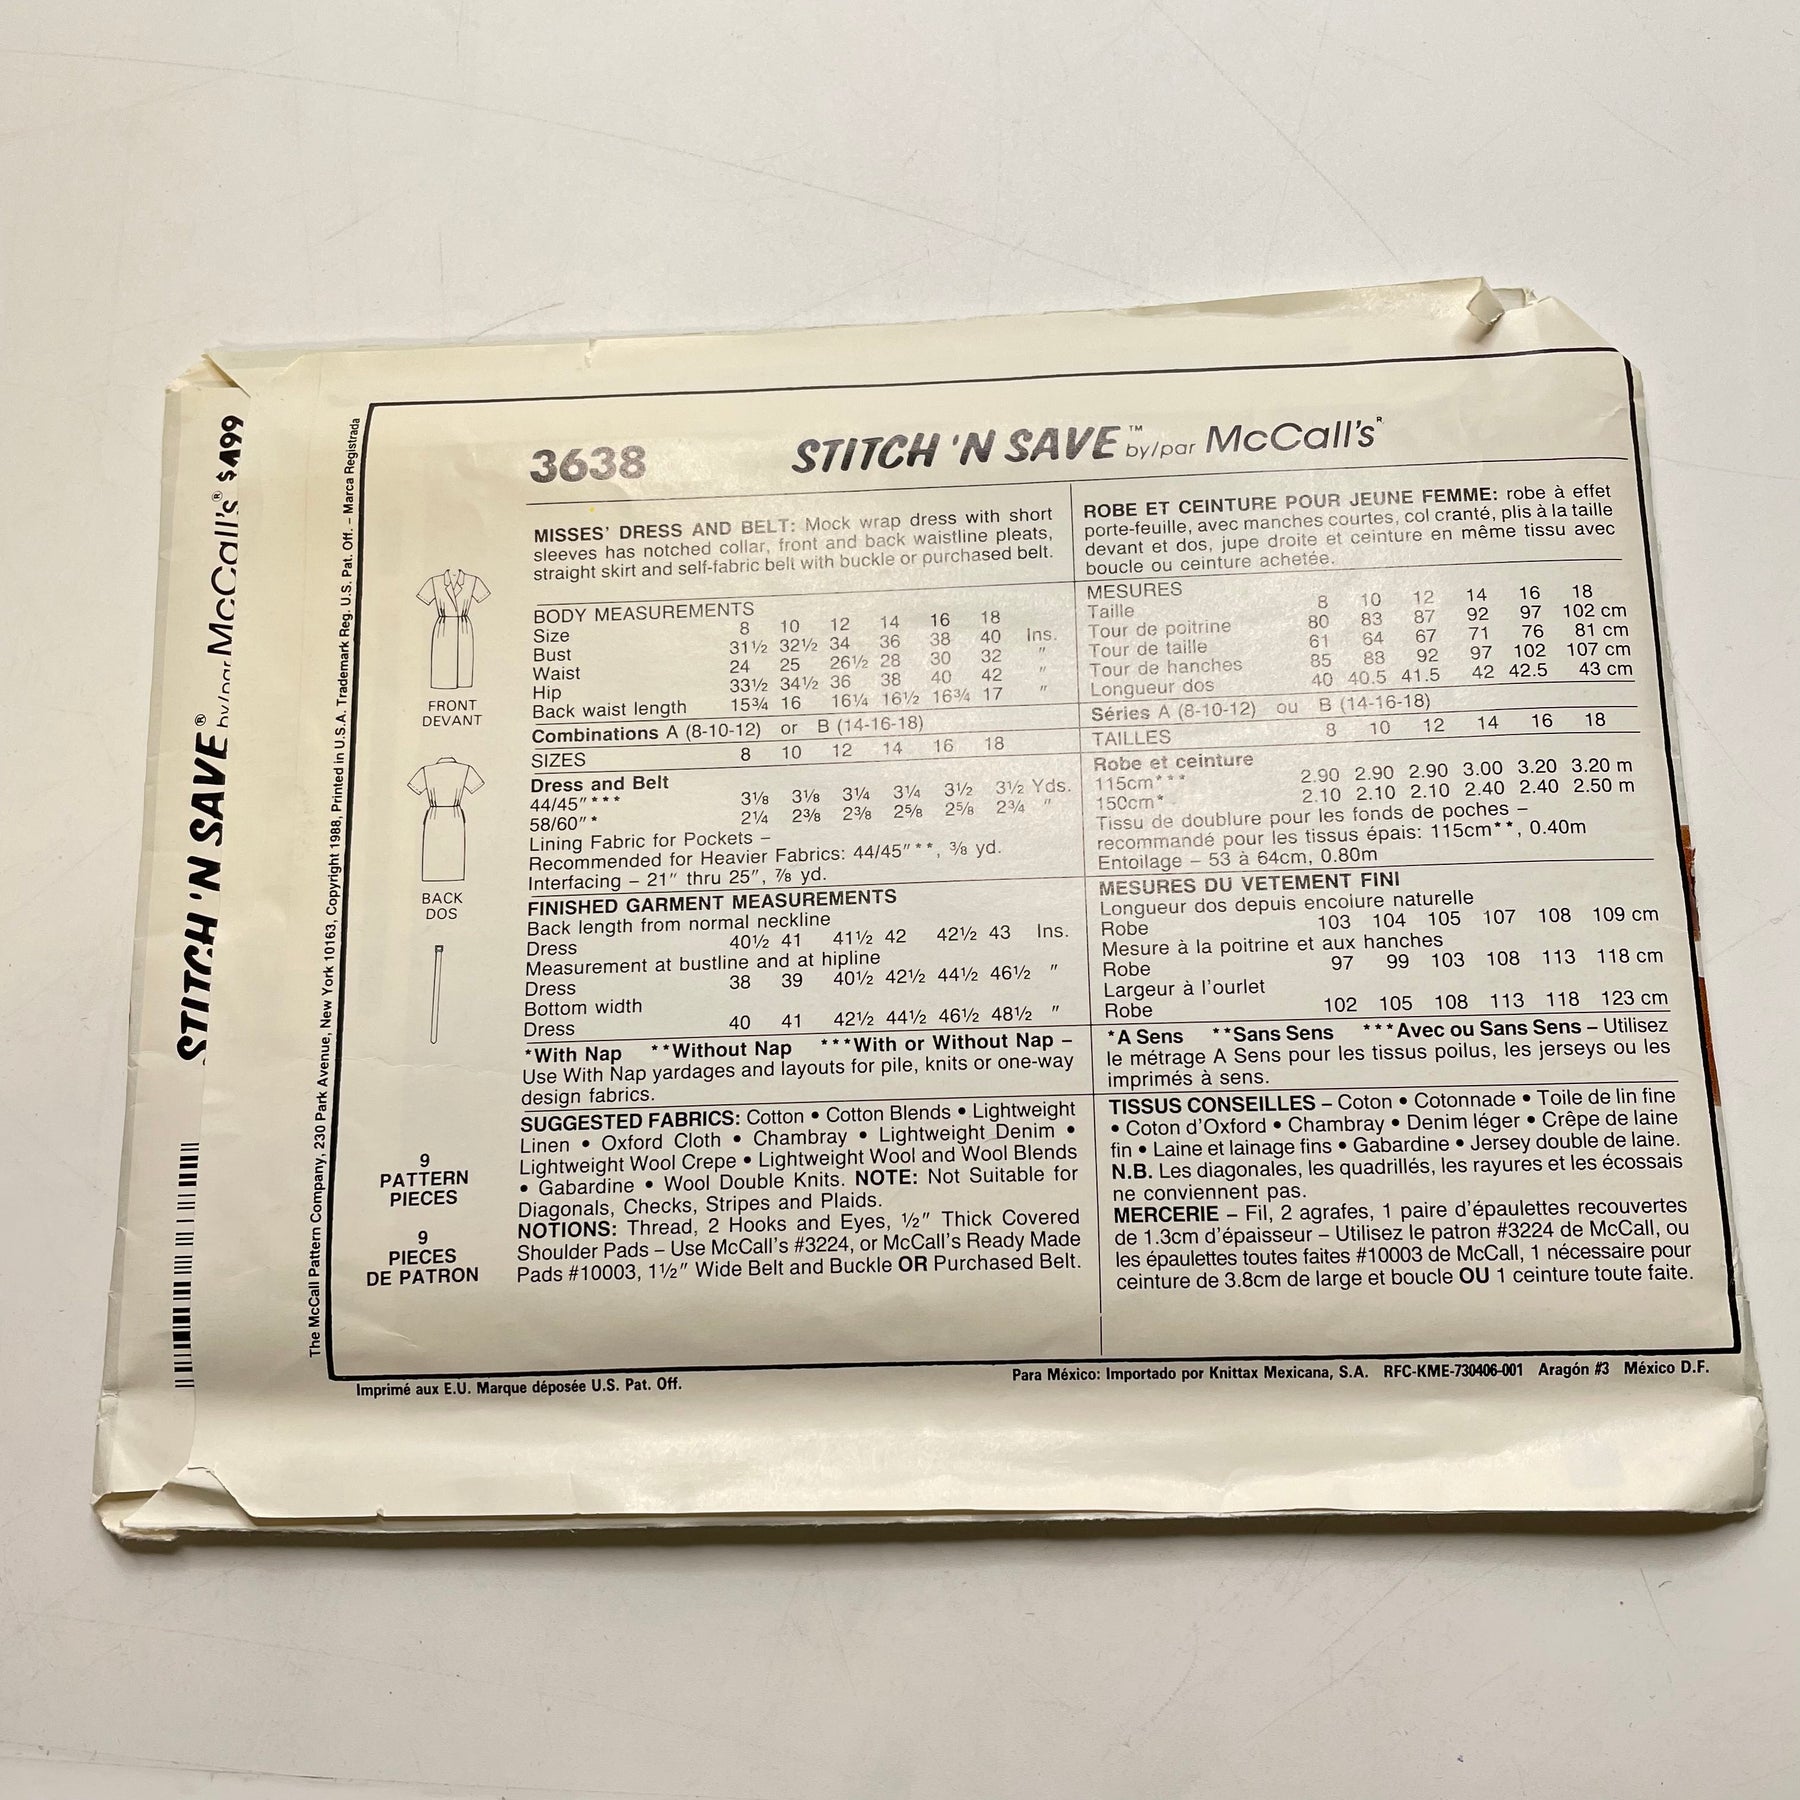 STITCH 'N SAVE® by/par McCall's® $4.99
The McCall Pattern Company, 230 Park Avenue, New York 10163, Copyright 1988, Printed in U.S.A. Trademark Reg. U.S. Pat. Off. – Marca Registrada
3638 STITCH 'N SAVE™ by/par McCall's®
FRONT
DEVANT
BACK
DOS
9
PATTERN
PIECES
9
PIECES
DE PATRON
MISSES' DRESS AND BELT: Mock wrap dress with short
sleeves has notched collar, front and back waistline pleats,
straight skirt and self-fabric belt with buckle or purchased belt.
BODY MEASUREMENTS
Size 8 10 12 14 16 18
Bust 31½ 32½ 34 36 38 40 Ins.
Waist 24 25 26½ 28 30 32 "
Hip 33½ 34½ 36 38 40 42 "
Back waist length 15¾ 16 16¼ 16½ 16¾ 17 "
Combinations A (8-10-12) or B (14-16-18)
SIZES 8 10 12 14 16 18
Dress and Belt
44/45"*** 3⅛ 3⅛ 3¼ 3¼ 3½ 3½ Yds.
58/60"* 2¼ 2⅜ 2⅜ 2⅝ 2⅝ 2¾ "
Lining Fabric for Pockets –
Recommended for Heavier Fabrics: 44/45"**, ⅜ yd.
Interfacing – 21" thru 25", ⅞ yd.
FINISHED GARMENT MEASUREMENTS
Back length from normal neckline
Dress 40½ 41 41½ 42 42½ 43 Ins.
Measurement at bustline and at hipline
Dress 38 39 40½ 42½ 44½ 46½ "
Bottom width
Dress 40 41 42½ 44½ 46½ 48½ "
*With Nap **Without Nap ***With or Without Nap –
Use With Nap yardages and layouts for pile, knits or one-way
design fabrics.
SUGGESTED FABRICS: Cotton • Cotton Blends • Lightweight
Linen • Oxford Cloth • Chambray • Lightweight Denim •
Lightweight Wool Crepe • Lightweight Wool and Wool Blends
• Gabardine • Wool Double Knits. NOTE: Not Suitable for
Diagonals, Checks, Stripes and Plaids.
NOTIONS: Thread, 2 Hooks and Eyes, ½" Thick Covered
Shoulder Pads – Use McCall's #3224, or McCall's Ready Made
Pads #10003, 1½" Wide Belt and Buckle OR Purchased Belt.
ROBE ET CEINTURE POUR JEUNE FEMME: robe à effet
porte-feuille, avec manches courtes, col cranté, plis à la taille
devant et dos, jupe droite et ceinture en même tissu avec
boucle ou ceinture achetée.
MESURES
Taille 8 10 12 14 16 18
Tour de poitrine 80 83 87 92 97 102 cm
Tour de taille 61 64 67 71 76 81 cm
Tour de hanches 85 88 92 97 102 107 cm
Longueur dos 40 40.5 41.5 42 42.5 43 cm
Séries A (8-10-12) ou B (14-16-18)
TAILLES 8 10 12 14 16 18
Robe et ceinture
115cm*** 2.90 2.90 2.90 3.00 3.20 3.20 m
150cm* 2.10 2.10 2.10 2.40 2.40 2.50 m
Tissu de doublure pour les fonds de poches –
recommandé pour les tissus épais: 115cm**, 0.40m
Entoilage – 53 à 64cm, 0.80m
MESURES DU VETEMENT FINI
Longueur dos depuis encolure naturelle
Robe 103 104 105 107 108 109 cm
Mesure à la poitrine et aux hanches
Robe 97 99 103 108 113 118 cm
Largeur à l'ourlet
Robe 102 105 108 113 118 123 cm
*A Sens **Sans Sens ***Avec ou Sans Sens – Utilisez
le métrage A Sens pour les tissus poilus, les jerseys ou les
imprimés à sens.
TISSUS CONSEILLES – Coton • Cotonnade • Toile de lin fine
• Coton d'Oxford • Chambray • Denim léger • Crêpe de laine
fin • Laine et lainage fins • Gabardine • Jersey double de laine.
N.B. Les diagonales, les quadrillés, les rayures et les écossais
ne conviennent pas.
MERCERIE – Fil, 2 agrafes, 1 paire d'épaulettes recouvertes
de 1.3cm d'épaisseur – Utilisez le patron #3224 de McCall, ou
les épaulettes toutes faites #10003 de McCall, 1 nécessaire pour
ceinture de 3.8cm de large et boucle OU 1 ceinture toute faite.
Imprimé aux E.U. Marque déposée U.S. Pat. Off.
Para México: Importado por Knittax Mexicana, S.A. RFC-KME-730406-001 Aragón #3 México D.F.